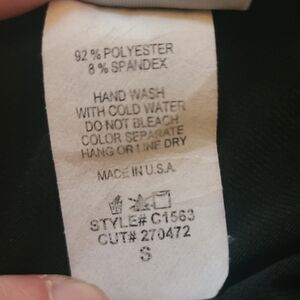 92 % POLYESTER
8 % SPANDEX
HAND WASH
WITH COLD WATER
DO NOT BLEACH
COLOR SEPARATE
HANG OR LINE DRY
MADE IN U.S.A.
STYLE# C1563
CUT# 270472
S